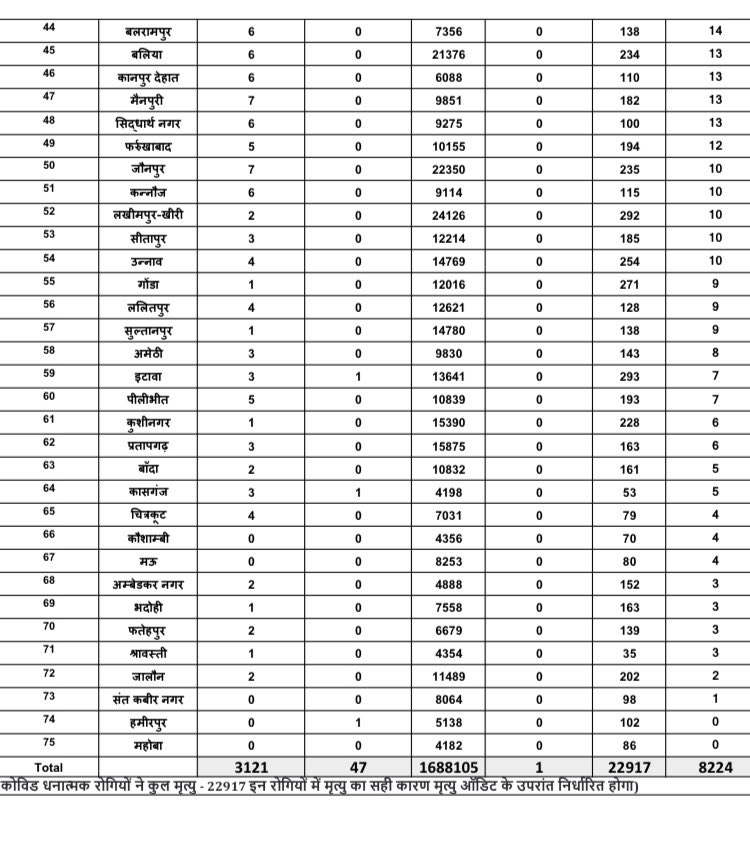 44 बलरामपुर 6 0 7356 0 138 14
45 बलिया 6 0 21376 0 234 13
46 कानपुर देहात 6 0 6088 0 110 13
47 मैनपुरी 7 0 9851 0 182 13
48 सिद्धार्थ नगर 6 0 9275 0 100 13
49 फर्रुखाबाद 5 0 10155 0 194 12
50 जौनपुर 7 0 22350 0 235 10
51 कन्नौज 6 0 9114 0 115 10
52 लखीमपुर-खीरी 2 0 24126 0 292 10
53 सीतापुर 3 0 12214 0 185 10
54 उन्नाव 4 0 14769 0 254 10
55 गोंडा 1 0 12016 0 271 9
56 ललितपुर 4 0 12621 0 128 9
57 सुल्तानपुर 1 0 14780 0 138 9
58 अमेठी 3 0 9830 0 143 8
59 इटावा 3 1 13641 0 293 7
60 पीलीभीत 5 0 10839 0 193 7
61 कुशीनगर 1 0 15390 0 228 6
62 प्रतापगढ़ 3 0 15875 0 163 6
63 बाँदा 2 0 10832 0 161 5
64 कासगंज 3 1 4198 0 53 5
65 चित्रकूट 4 0 7031 0 79 4
66 कौशाम्बी 0 0 4356 0 70 4
67 मऊ 0 0 8253 0 80 4
68 अम्बेडकर नगर 2 0 4888 0 152 3
69 भदोही 1 0 7558 0 163 3
70 फतेहपुर 2 0 6679 0 139 3
71 श्रावस्ती 1 0 4354 0 35 3
72 जालौन 2 0 11489 0 202 2
73 संत कबीर नगर 0 0 8064 0 98 1
74 हमीरपुर 0 1 5138 0 102 0
75 महोबा 0 0 4182 0 86 0
Total 3121 47 1688105 1 22917 8224
कोविड धनात्मक रोगियों ने कुल मृत्यु - 22917 इन रोगियों में मृत्यु का सही कारण मृत्यु ऑडिट के उपरांत निर्धारित होगा)